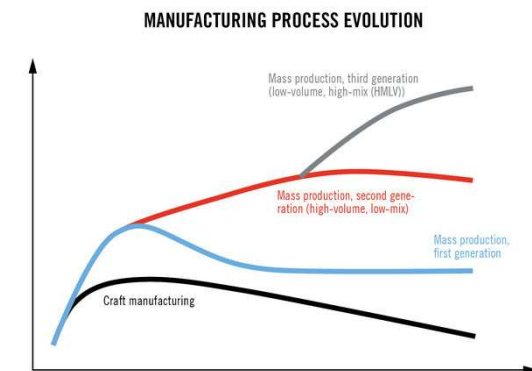 MANUFACTURING PROCESS EVOLUTION
Mass production, third generation
(low-volume, high-mix (HMLV))
Mass production, second gene-
ration (high-volume, low-mix)
Mass production,
first generation
Craft manufacturing